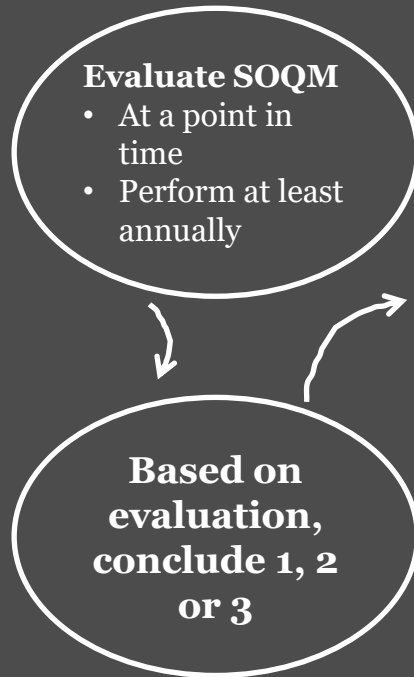 Evaluate SOQM
• At a point in
time
• Perform at least
annually
Based on
evaluation,
conclude 1, 2
or 3